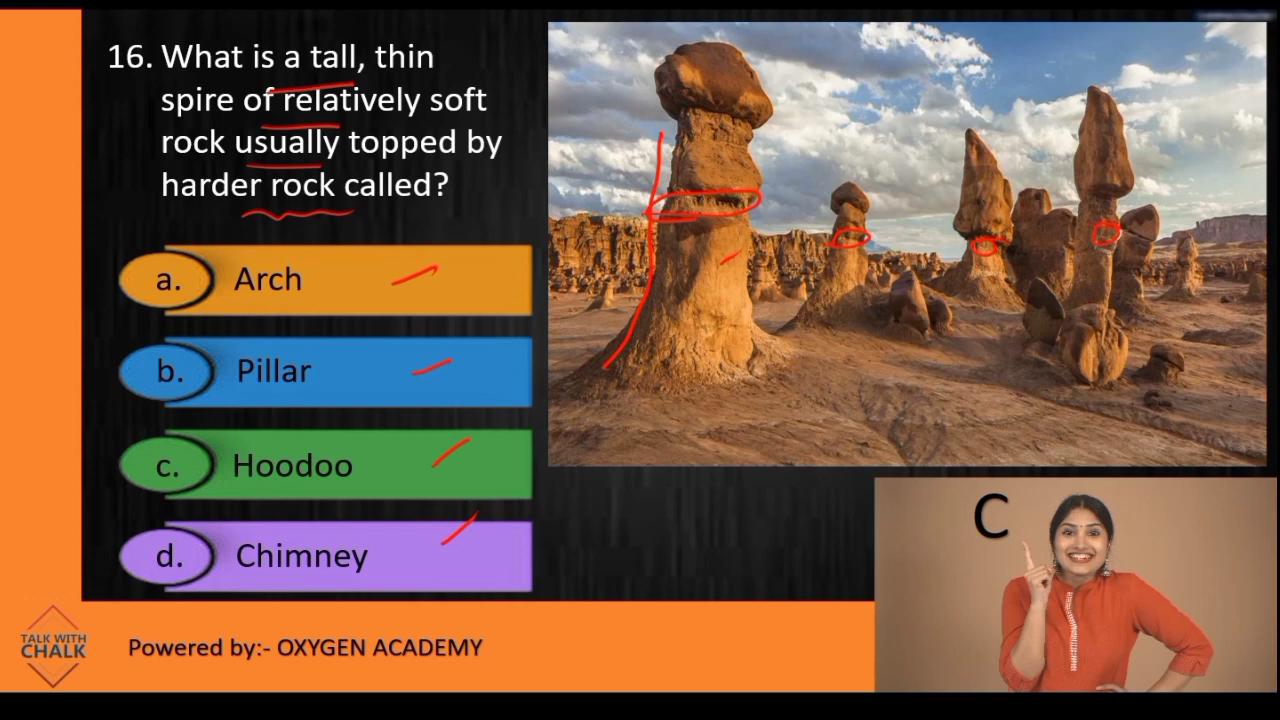 16. What is a tall, thin
spire of relatively soft
rock usually topped by
harder rock called?
a. Arch
b. Pillar
c. Hoodoo
d. Chimney
C
TALK WITH
CHALK
Powered by:- OXYGEN ACADEMY